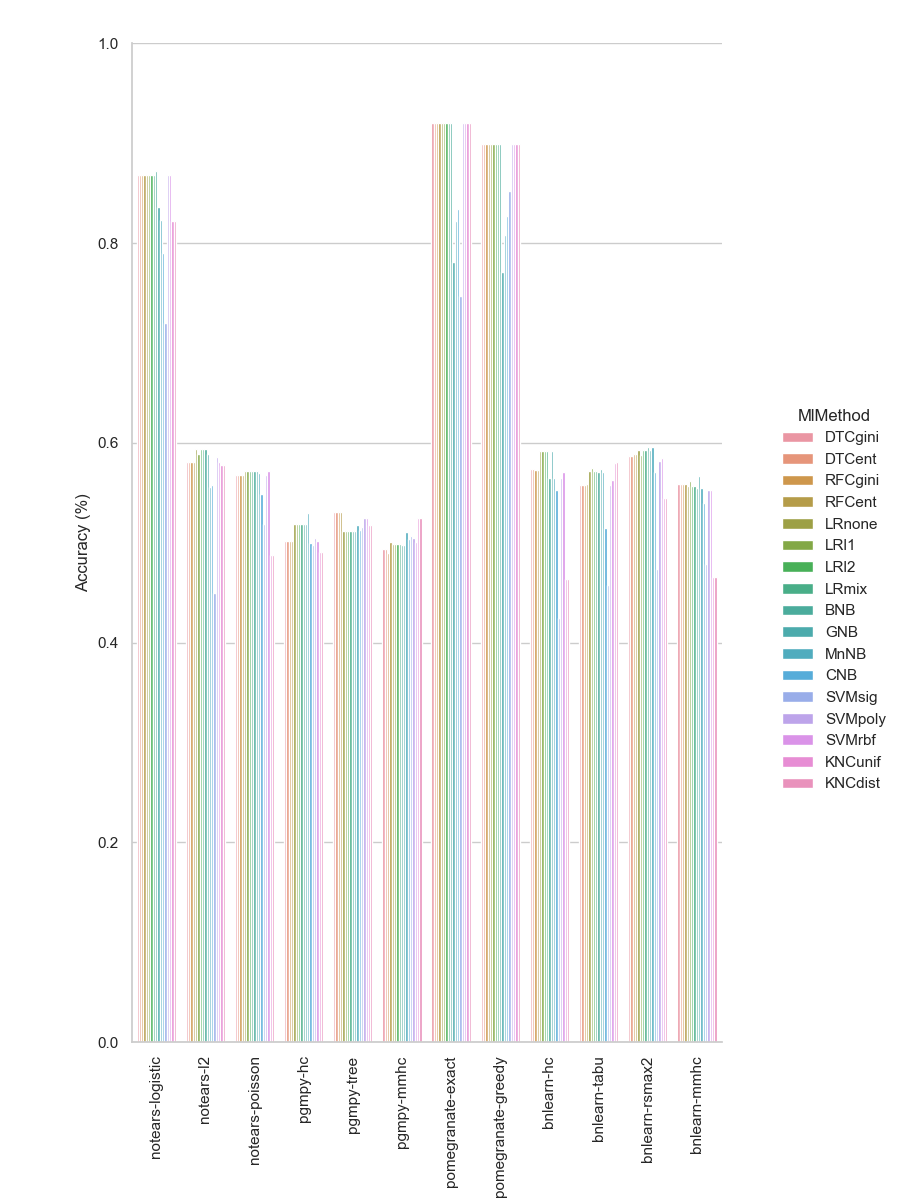 1.0
0.8
0.6
0.4
0.2
0.0
Accuracy (%)
notears-logistic
notears-l2
notears-poisson
pgmpy-hc
pgmpy-tree
pgmpy-mmhc
pomegranate-exact
pomegranate-greedy
bnlearn-hc
bnlearn-tabu
bnlearn-rsmax2
bnlearn-mmhc
MIMethod
DTCgini
DTCent
RFCgini
RFCent
LRnone
LRl1
LRl2
LRmix
BNB
GNB
MnNB
CNB
SVMsig
SVMpoly
SVMrbf
KNCunif
KNCdist